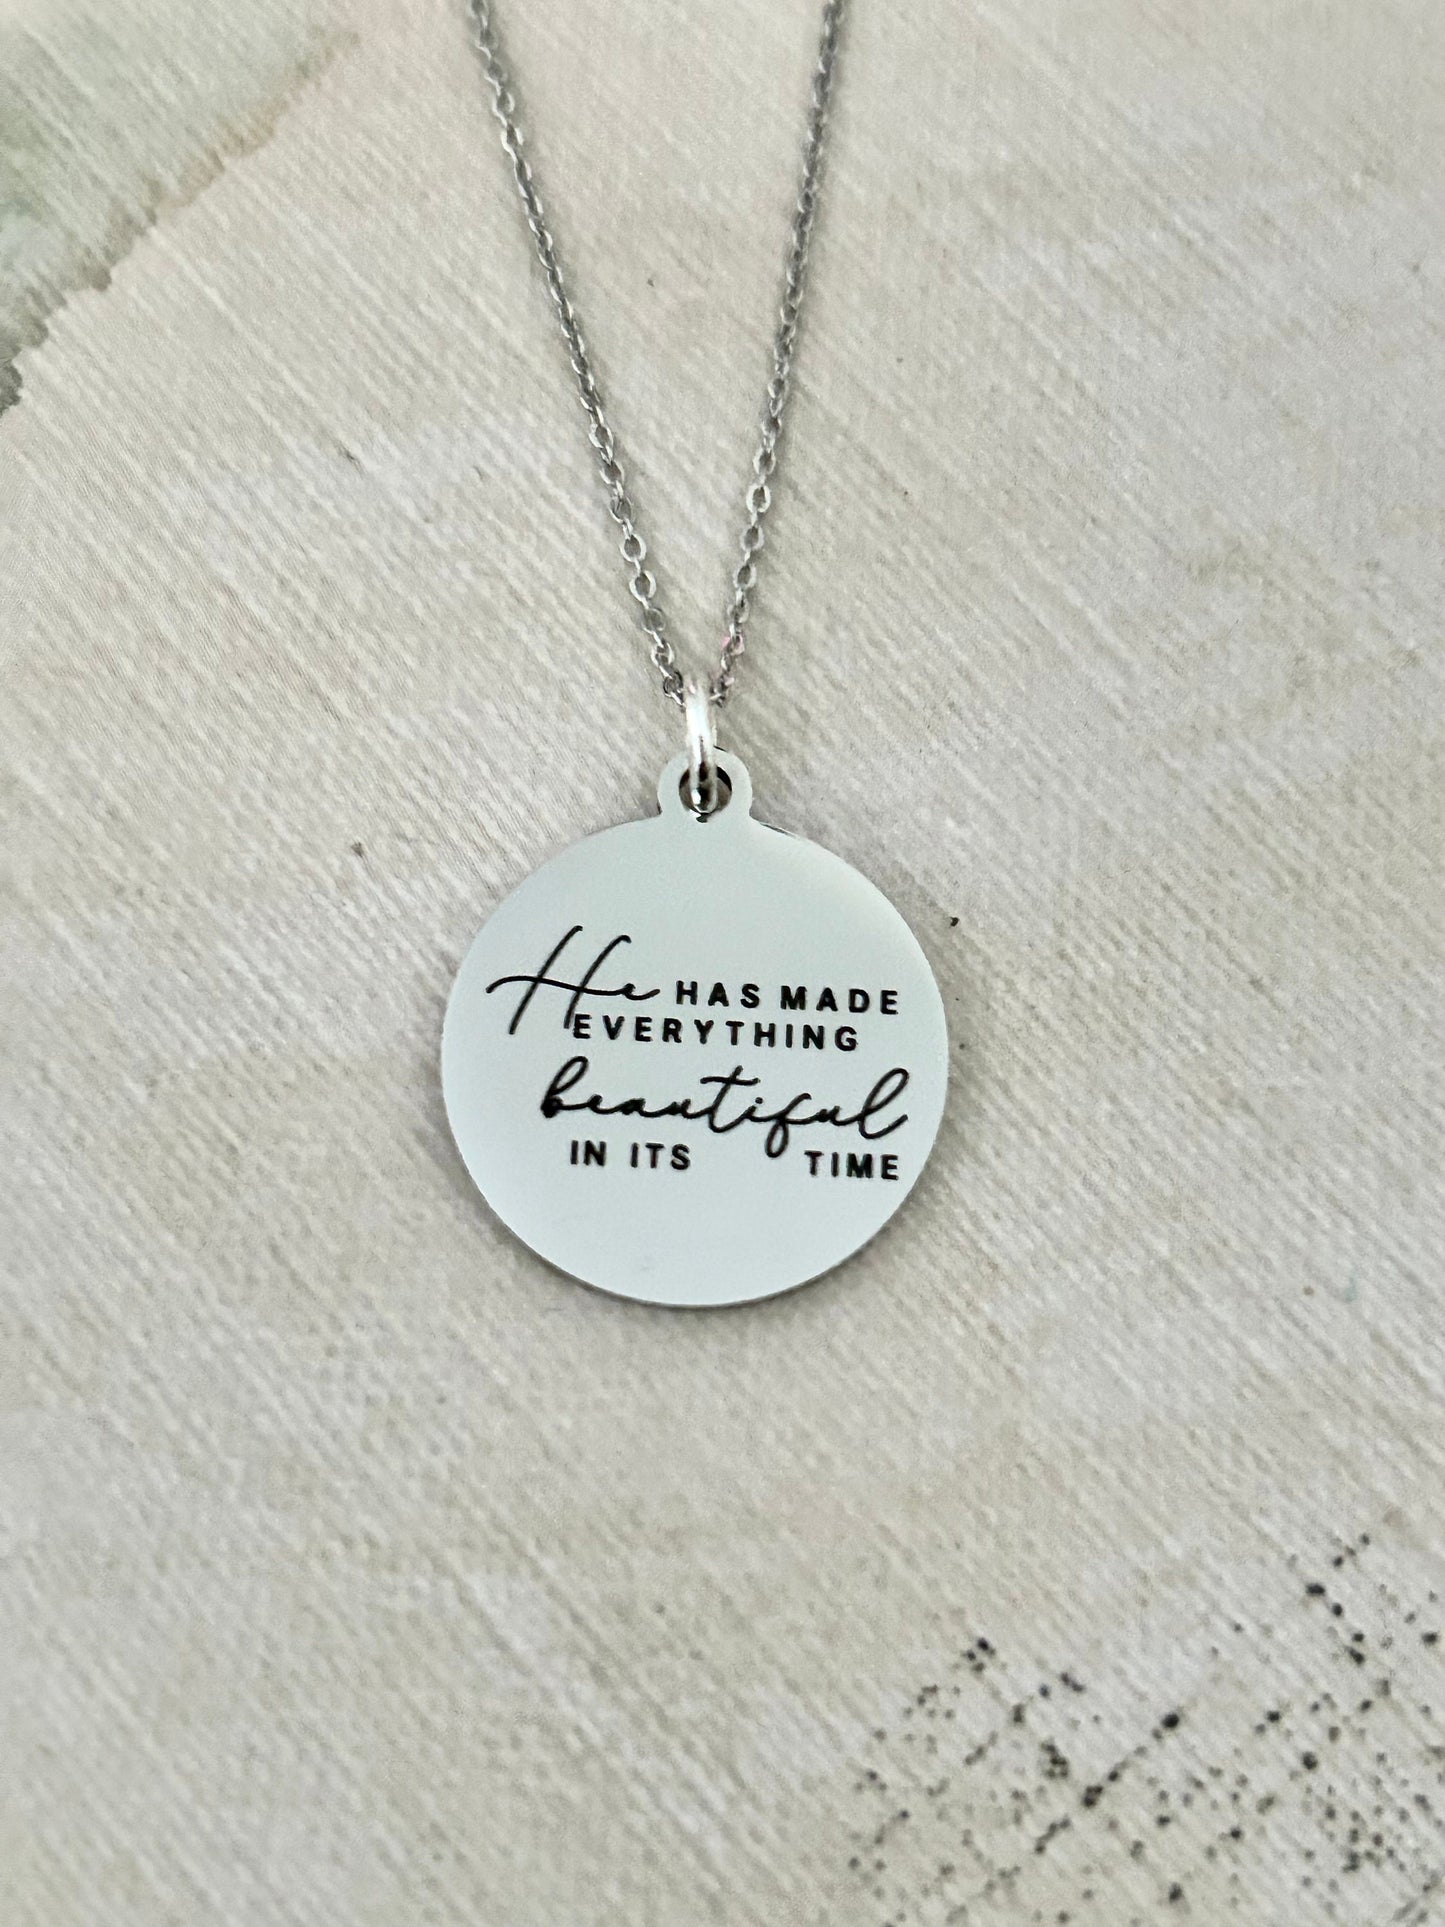 He HAS MADE
EVERYTHING
beautiful
IN ITS TIME